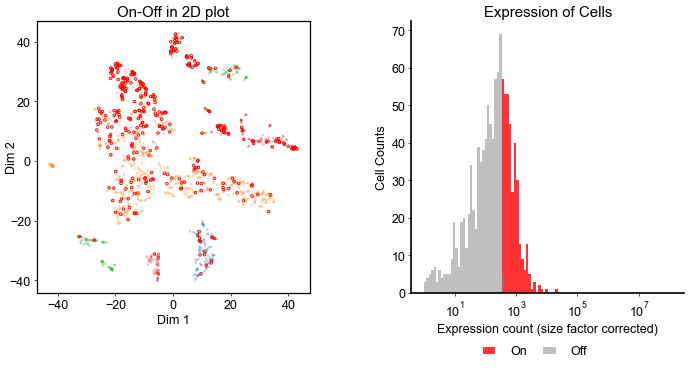 On-Off in 2D plot
40
20
0
−20
−40
Dim 2
−40 −20 0 20 40
Dim 1
Expression of Cells
70
60
50
40
30
20
10
0
Cell Counts
10^1 10^3 10^5 10^7
Expression count (size factor corrected)
On Off